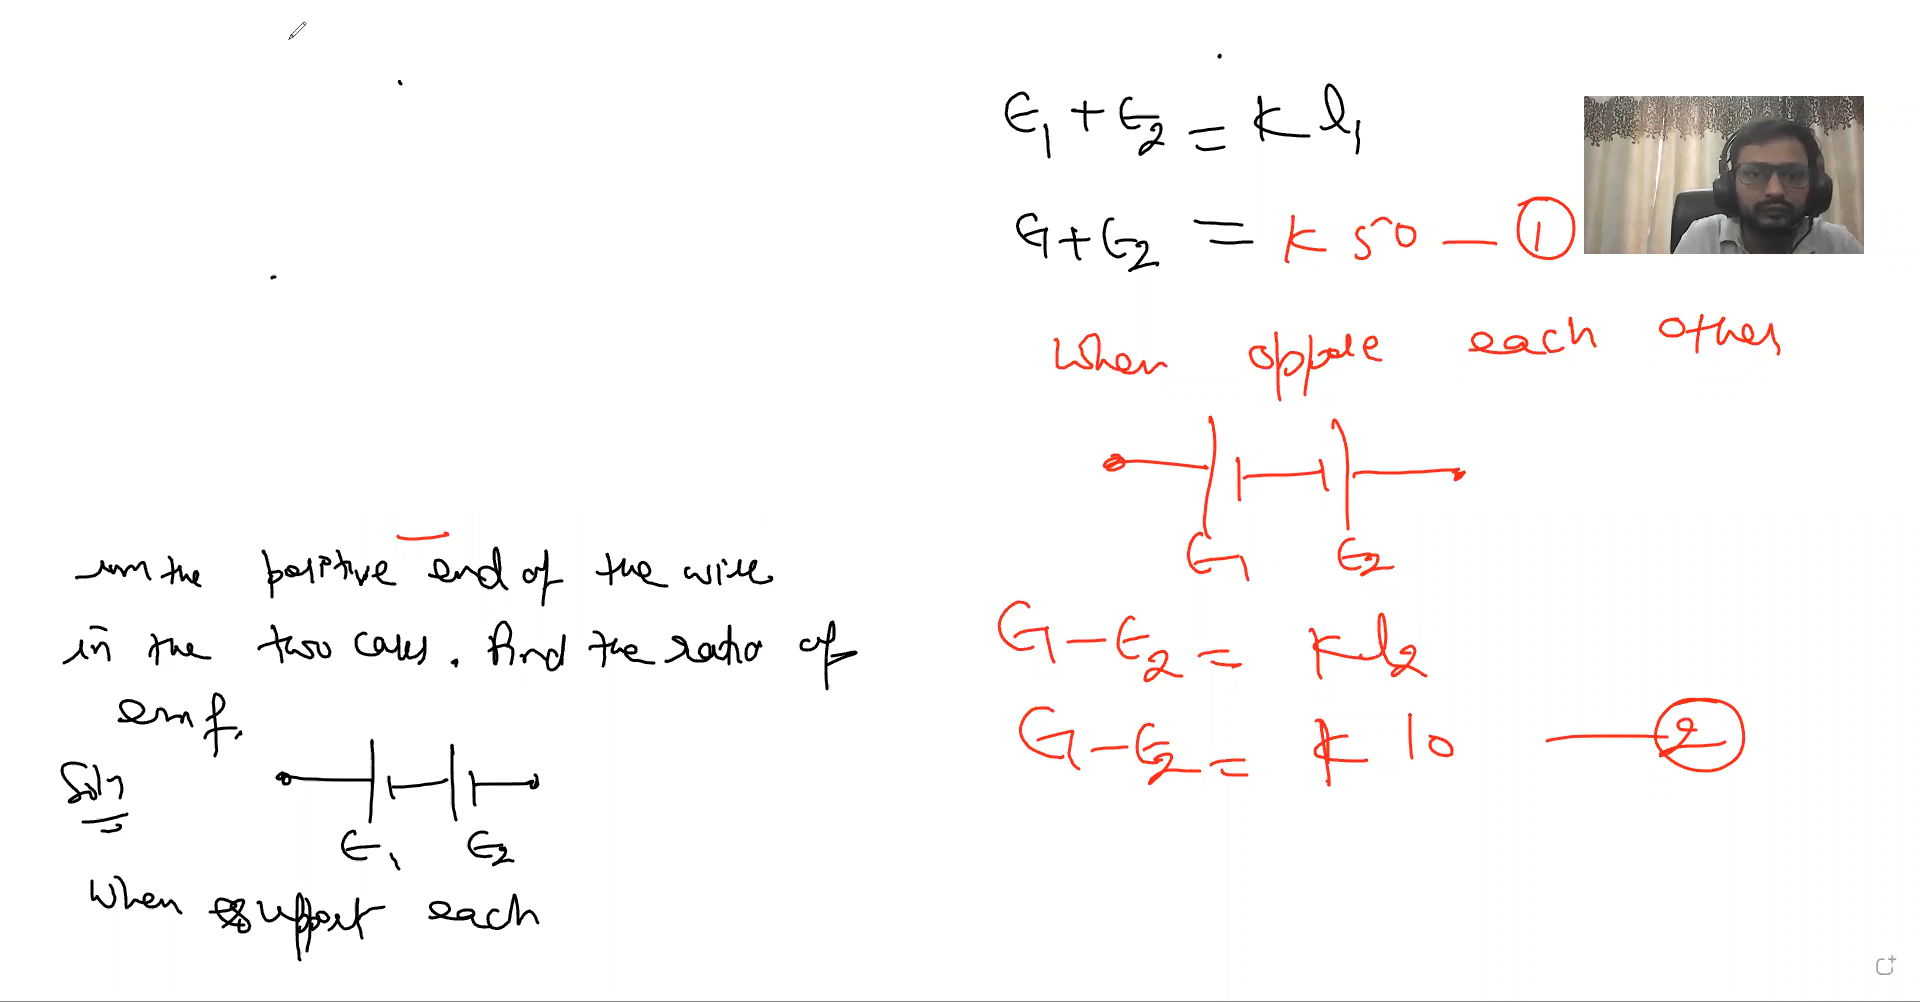 cm the positive end of the wire
in the two cases. Find the ratio of
emf.
Soln
E1 E2
When support each
E1 + E2 = K l1
E1 + E2 = K 50 — 1
When oppose each other
E1 E2
E1 - E2 = K l2
E1 - E2 = K 10 — 2